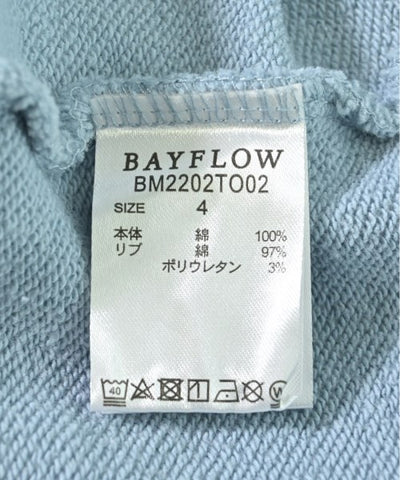 BAYFLOW
BM2202TO02
SIZE 4
本体 綿 100%
リブ 綿 97%
ポリウレタン 3%
40
W